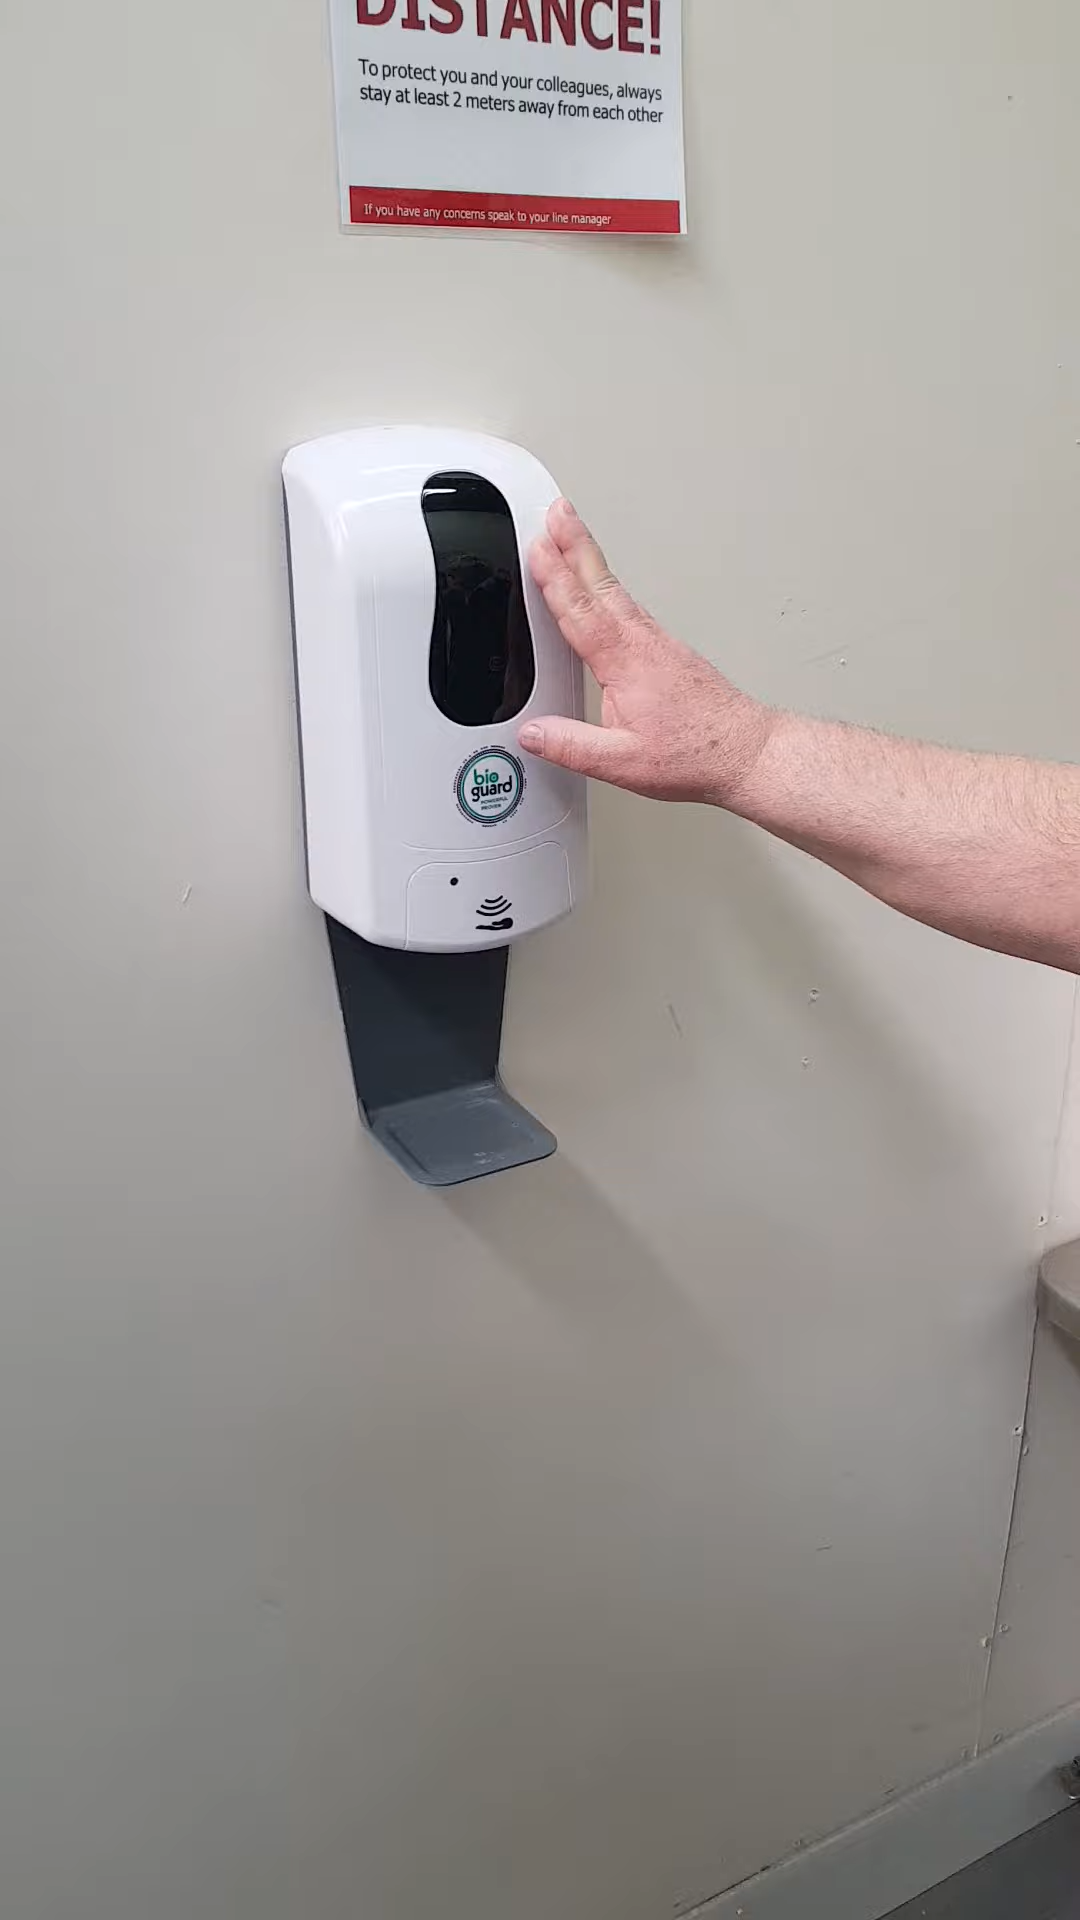 DISTANCE!
To protect you and your colleagues, always
stay at least 2 meters away from each other
If you have any concerns speak to your line manager
bio
guard
POWERFUL